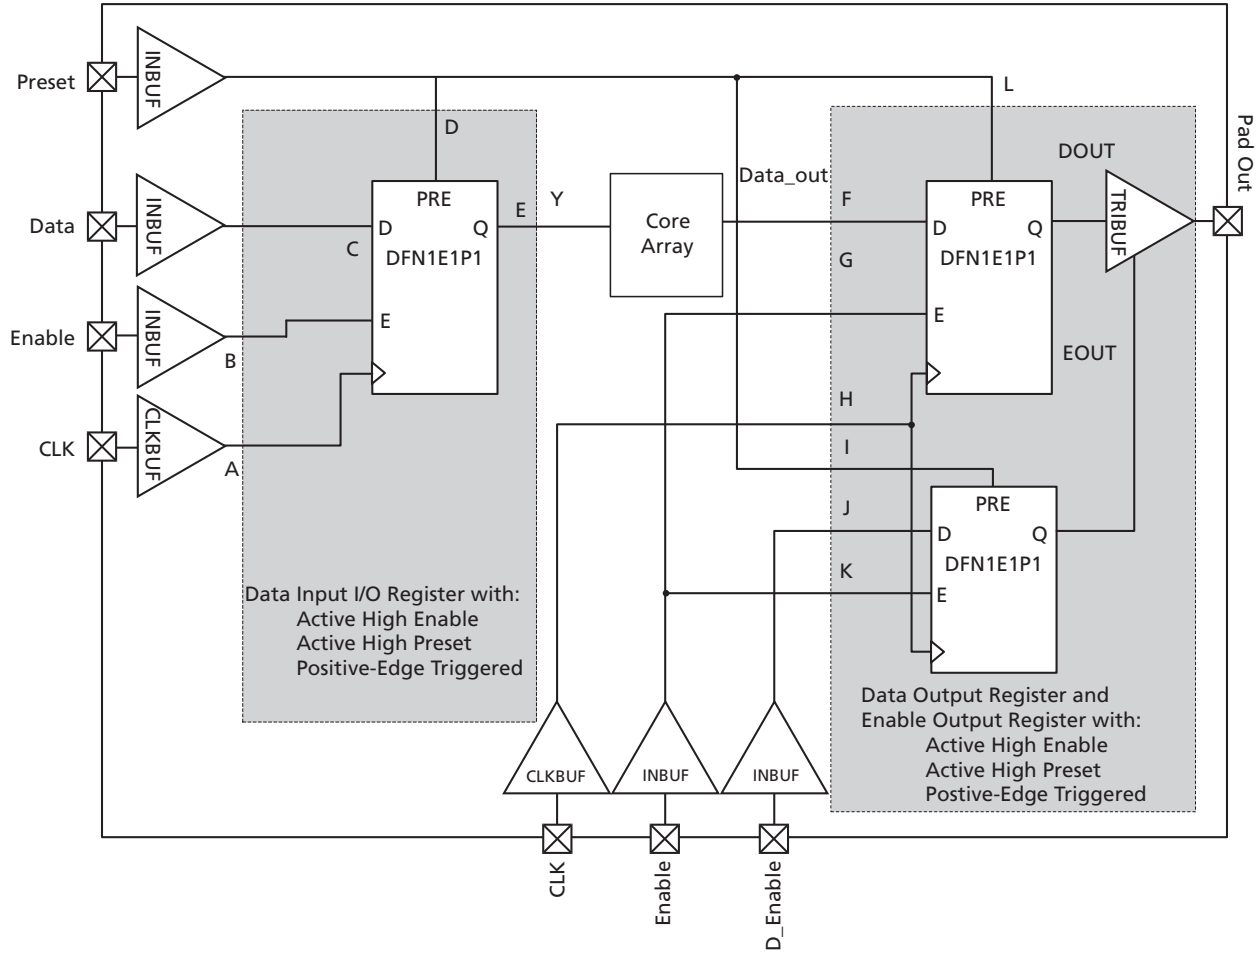 Preset
INBUF
L
D
Pad Out
DOUT
Data_out
PRE
PRE
INBUF
TRIBUF
Data
D
Q
E
Y
Core
Array
F
D
Q
C
DFN1E1P1
G
DFN1E1P1
Enable
INBUF
E
E
B
EOUT
H
CLK
CLKBUF
I
A
PRE
J
D
Q
DFN1E1P1
K
E
Data Input I/O Register with:
Active High Enable
Active High Preset
Positive-Edge Triggered
Data Output Register and
Enable Output Register with:
Active High Enable
Active High Preset
Postive-Edge Triggered
CLKBUF
INBUF
INBUF
CLK
Enable
D_Enable